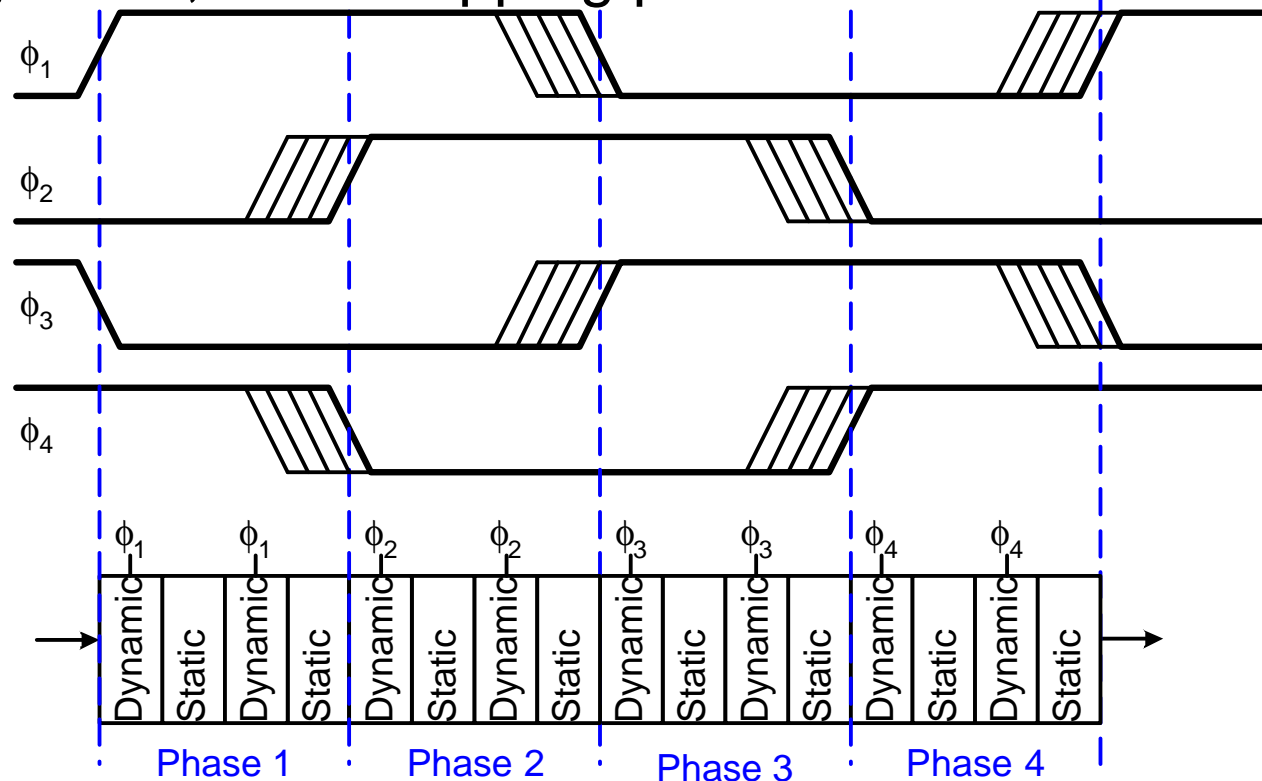 ϕ1
ϕ2
ϕ3
ϕ4
ϕ1 ϕ1 ϕ2 ϕ2 ϕ3 ϕ3 ϕ4 ϕ4
Dynamic Static Dynamic Static Dynamic Static Dynamic Static Dynamic Static Dynamic Static Dynamic Static Dynamic Static
Phase 1 Phase 2 Phase 3 Phase 4